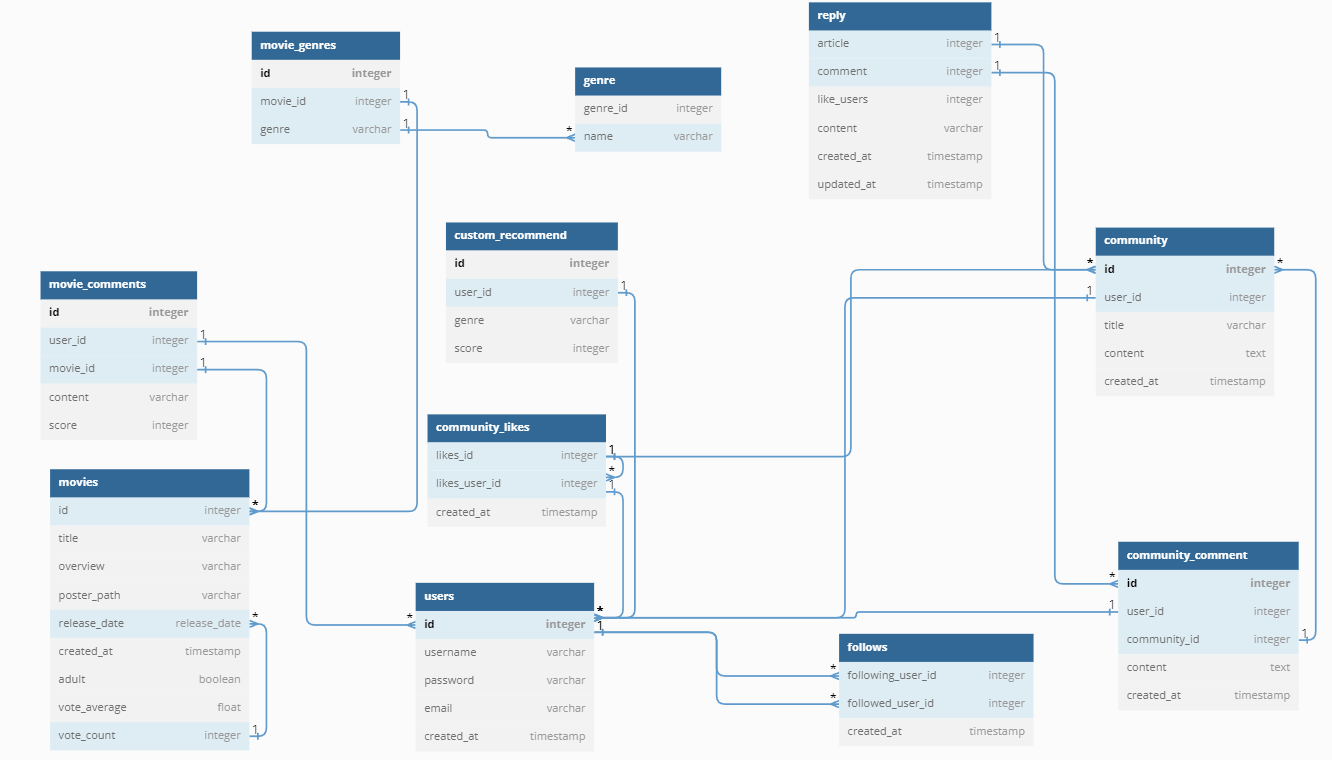 movie_genres
id integer
movie_id integer 1
genre varchar 1
genre
genre_id integer
* name varchar
reply
article integer 1
comment integer 1
like_users integer
content varchar
created_at timestamp
updated_at timestamp
custom_recommend
id integer
user_id integer 1
genre varchar
score integer
community
* id integer *
1 user_id integer
title varchar
content text
created_at timestamp
movie_comments
id integer
user_id integer 1
movie_id integer 1
content varchar
score integer
community_likes
likes_id integer 1
*
likes_user_id integer 1
created_at timestamp
movies
id integer *
title varchar
overview varchar
poster_path varchar
release_date release_date *
created_at timestamp
adult boolean
vote_average float
vote_count integer 1
users
*
* id integer 1
username varchar
password varchar
email varchar
created_at timestamp
follows
* following_user_id integer
* followed_user_id integer
created_at timestamp
community_comment
* id integer
1 user_id integer
community_id integer 1
content text
created_at timestamp